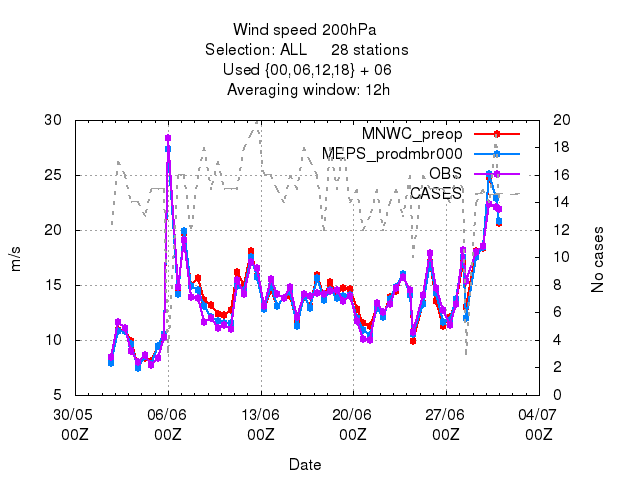 Wind speed 200hPa
Selection: ALL 28 stations
Used {00,06,12,18} + 06
Averaging window: 12h
30 20
MNWC_preop 18
MEPS_prodmbr000
25 16
OBS
CASES 14
20 12
m/s No cases
10
15 8
6
10 4
2
5 0
30/05 06/06 13/06 20/06 27/06 04/07
00Z 00Z 00Z 00Z 00Z 00Z
Date